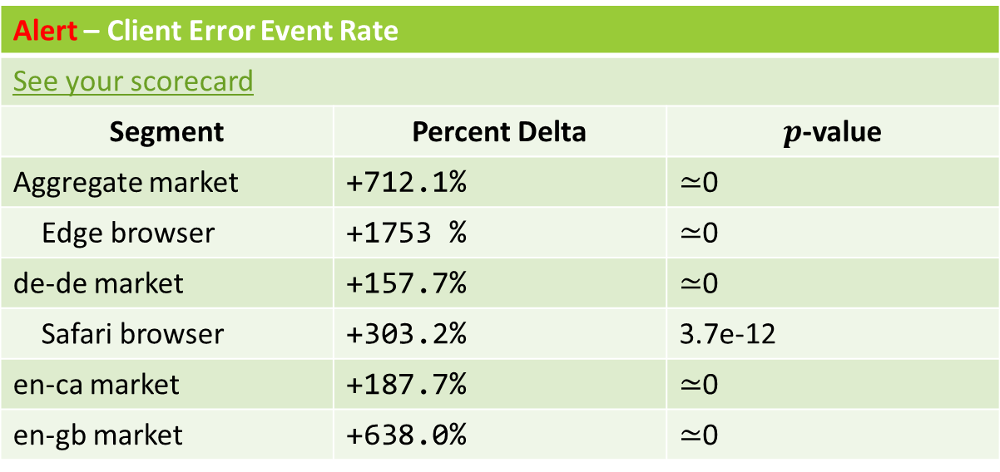 Alert – Client Error Event Rate
See your scorecard
Segment Percent Delta p-value
Aggregate market +712.1% ≃0
Edge browser +1753 % ≃0
de-de market +157.7% ≃0
Safari browser +303.2% 3.7e-12
en-ca market +187.7% ≃0
en-gb market +638.0% ≃0